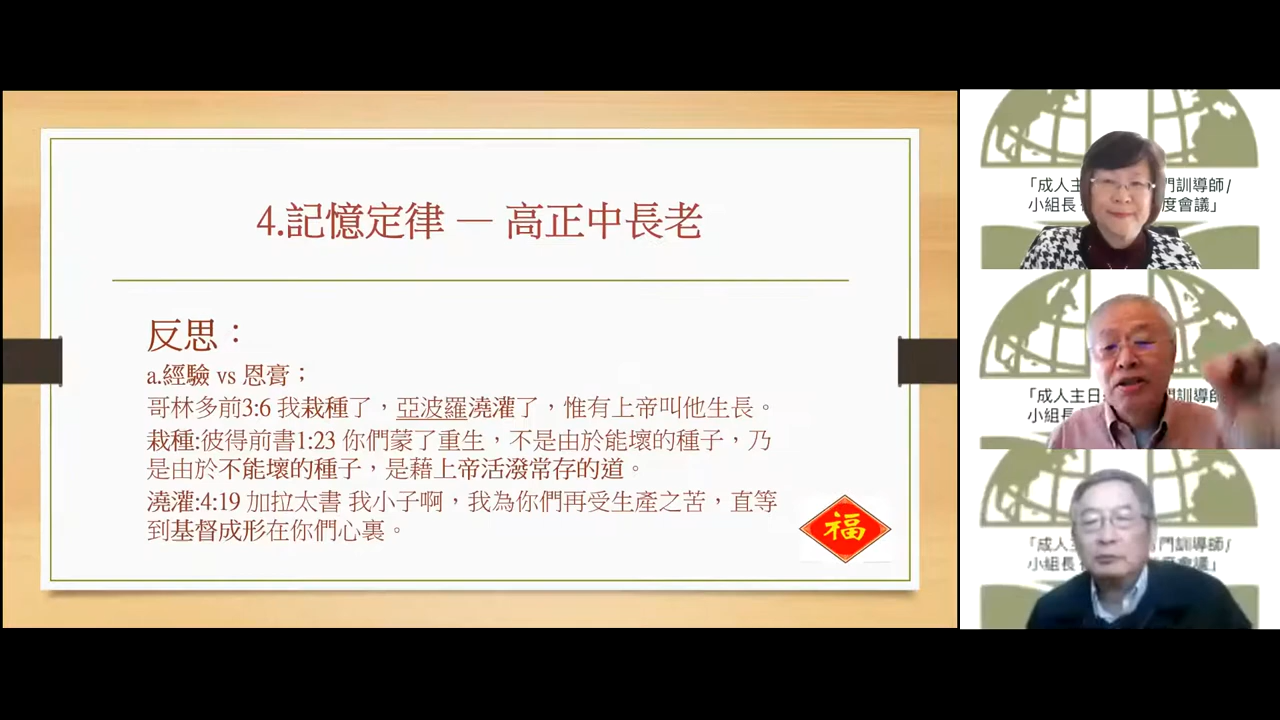 4.記憶定律 — 高正中長老
反思：
a.經驗 vs 恩膏；
哥林多前3:6 我栽種了，亞波羅澆灌了，惟有上帝叫他生長。
栽種:彼得前書1:23 你們蒙了重生，不是由於能壞的種子，乃
是由於不能壞的種子，是藉上帝活潑常存的道。
澆灌:4:19 加拉太書 我小子啊，我為你們再受生產之苦，直等
到基督成形在你們心裏。
福
「成人主
門訓導師/
小組長
度會議」
「成人主日
門訓導師
小組長
「成人主
門訓導師/
小組長
會議」